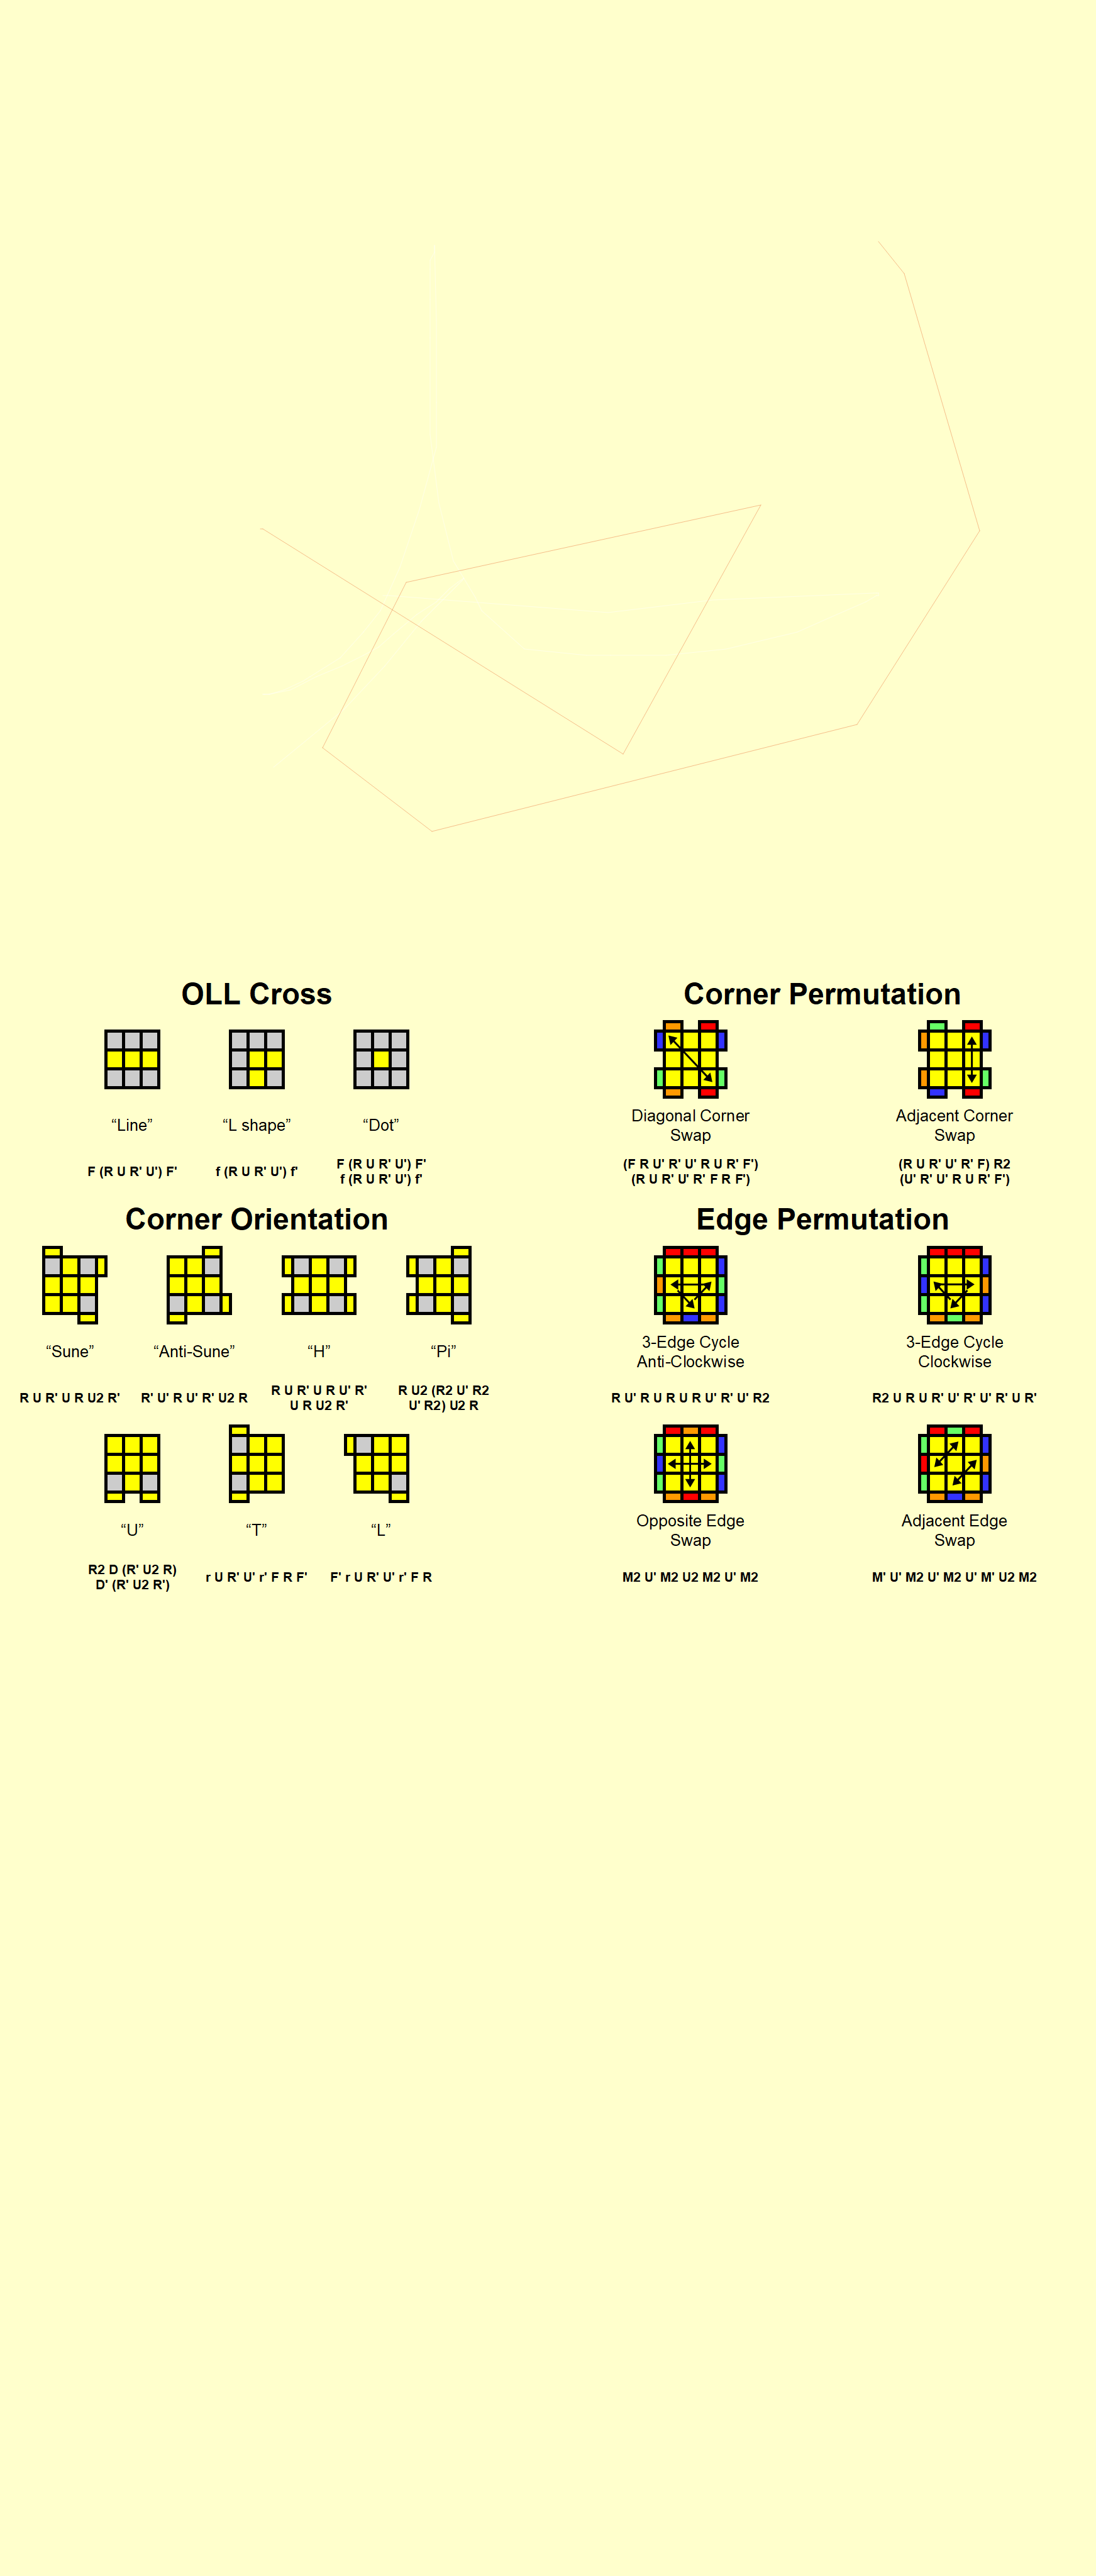 OLL Cross
“Line”
“L shape”
“Dot”
F (R U R' U') F'
f (R U R' U') f'
F (R U R' U') F'
f (R U R' U') f'
Corner Permutation
Diagonal Corner
Swap
Adjacent Corner
Swap
(F R U' R' U' R U R' F')
(R U R' U' R' F R F')
(R U R' U' R' F) R2
(U' R' U' R U R' F')
Corner Orientation
“Sune”
“Anti-Sune”
“H”
“Pi”
R U R' U R U2 R'
R' U' R U' R' U2 R
R U R' U R U' R'
U R U2 R'
R U2 (R2 U' R2
U' R2) U2 R
“U”
“T”
“L”
R2 D (R' U2 R)
D' (R' U2 R')
r U R' U' r' F R F'
F' r U R' U' r' F R
Edge Permutation
3-Edge Cycle
Anti-Clockwise
3-Edge Cycle
Clockwise
R U' R U R U R U' R' U' R2
R2 U R U R' U' R' U' R' U R'
Opposite Edge
Swap
Adjacent Edge
Swap
M2 U' M2 U2 M2 U' M2
M' U' M2 U' M2 U' M' U2 M2